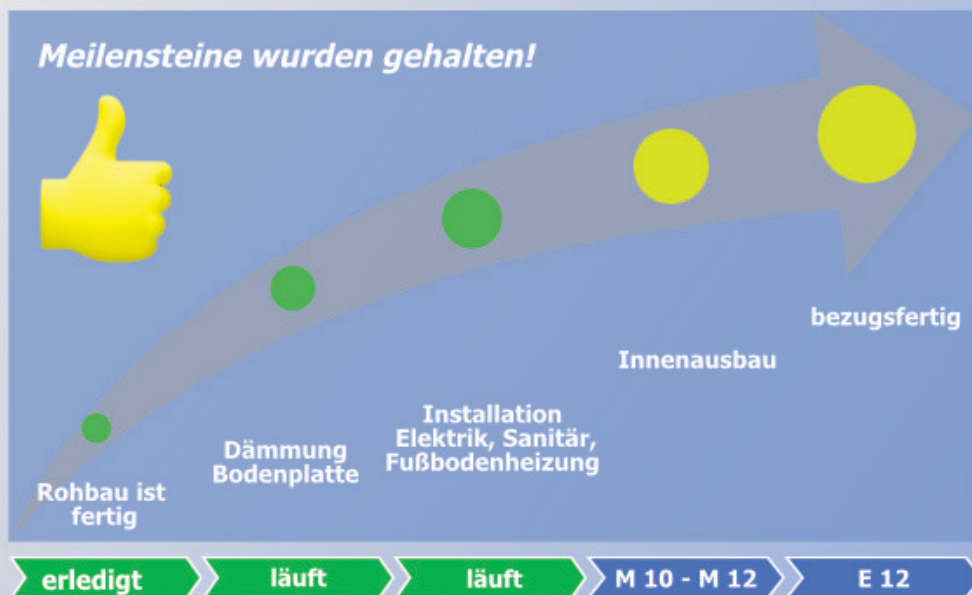 Meilensteine wurden gehalten!
bezugsfertig
Innenausbau
Installation
Elektrik, Sanitär,
Fußbodenheizung
Dämmung
Bodenplatte
Rohbau ist
fertig
erledigt
läuft
läuft
M 10 - M 12
E 12